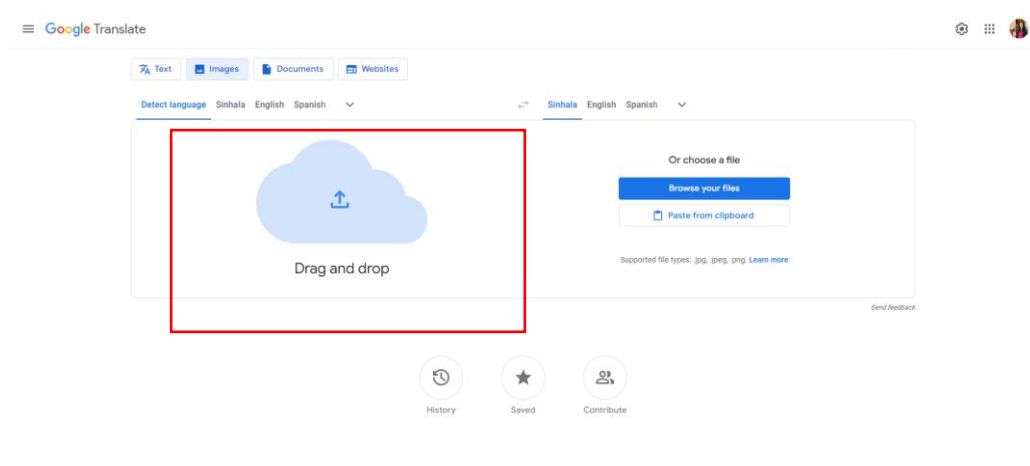 Google Translate
Text Images Documents Websites
Detect language Sinhala English Spanish
Sinhala English Spanish
Drag and drop
Or choose a file
Browse your files
Paste from clipboard
Supported file types: .jpg, .jpeg, .png. Learn more
Send feedback
History Saved Contribute